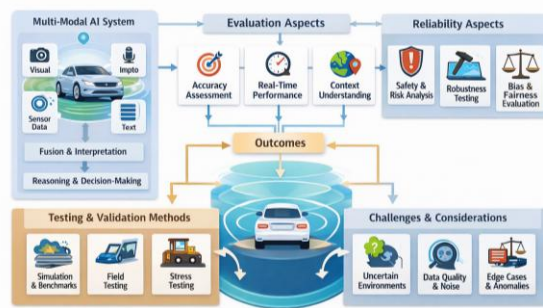 Multi-Modal AI System
Visual
Impto
Sensor
Data
Text
Fusion & Interpretation
Reasoning & Decision-Making
Evaluation Aspects
Accuracy
Assessment
Real-Time
Performance
Context
Understanding
Reliability Aspects
Safety &
Risk Analysis
Robustness
Testing
Bias &
Fairness
Evaluation
Outcomes
Testing & Validation Methods
Simulation
& Benchmarks
Field
Testing
Stress
Testing
Challenges & Considerations
Uncertain
Environments
Data Quality
& Noise
Edge Cases
& Anomalies